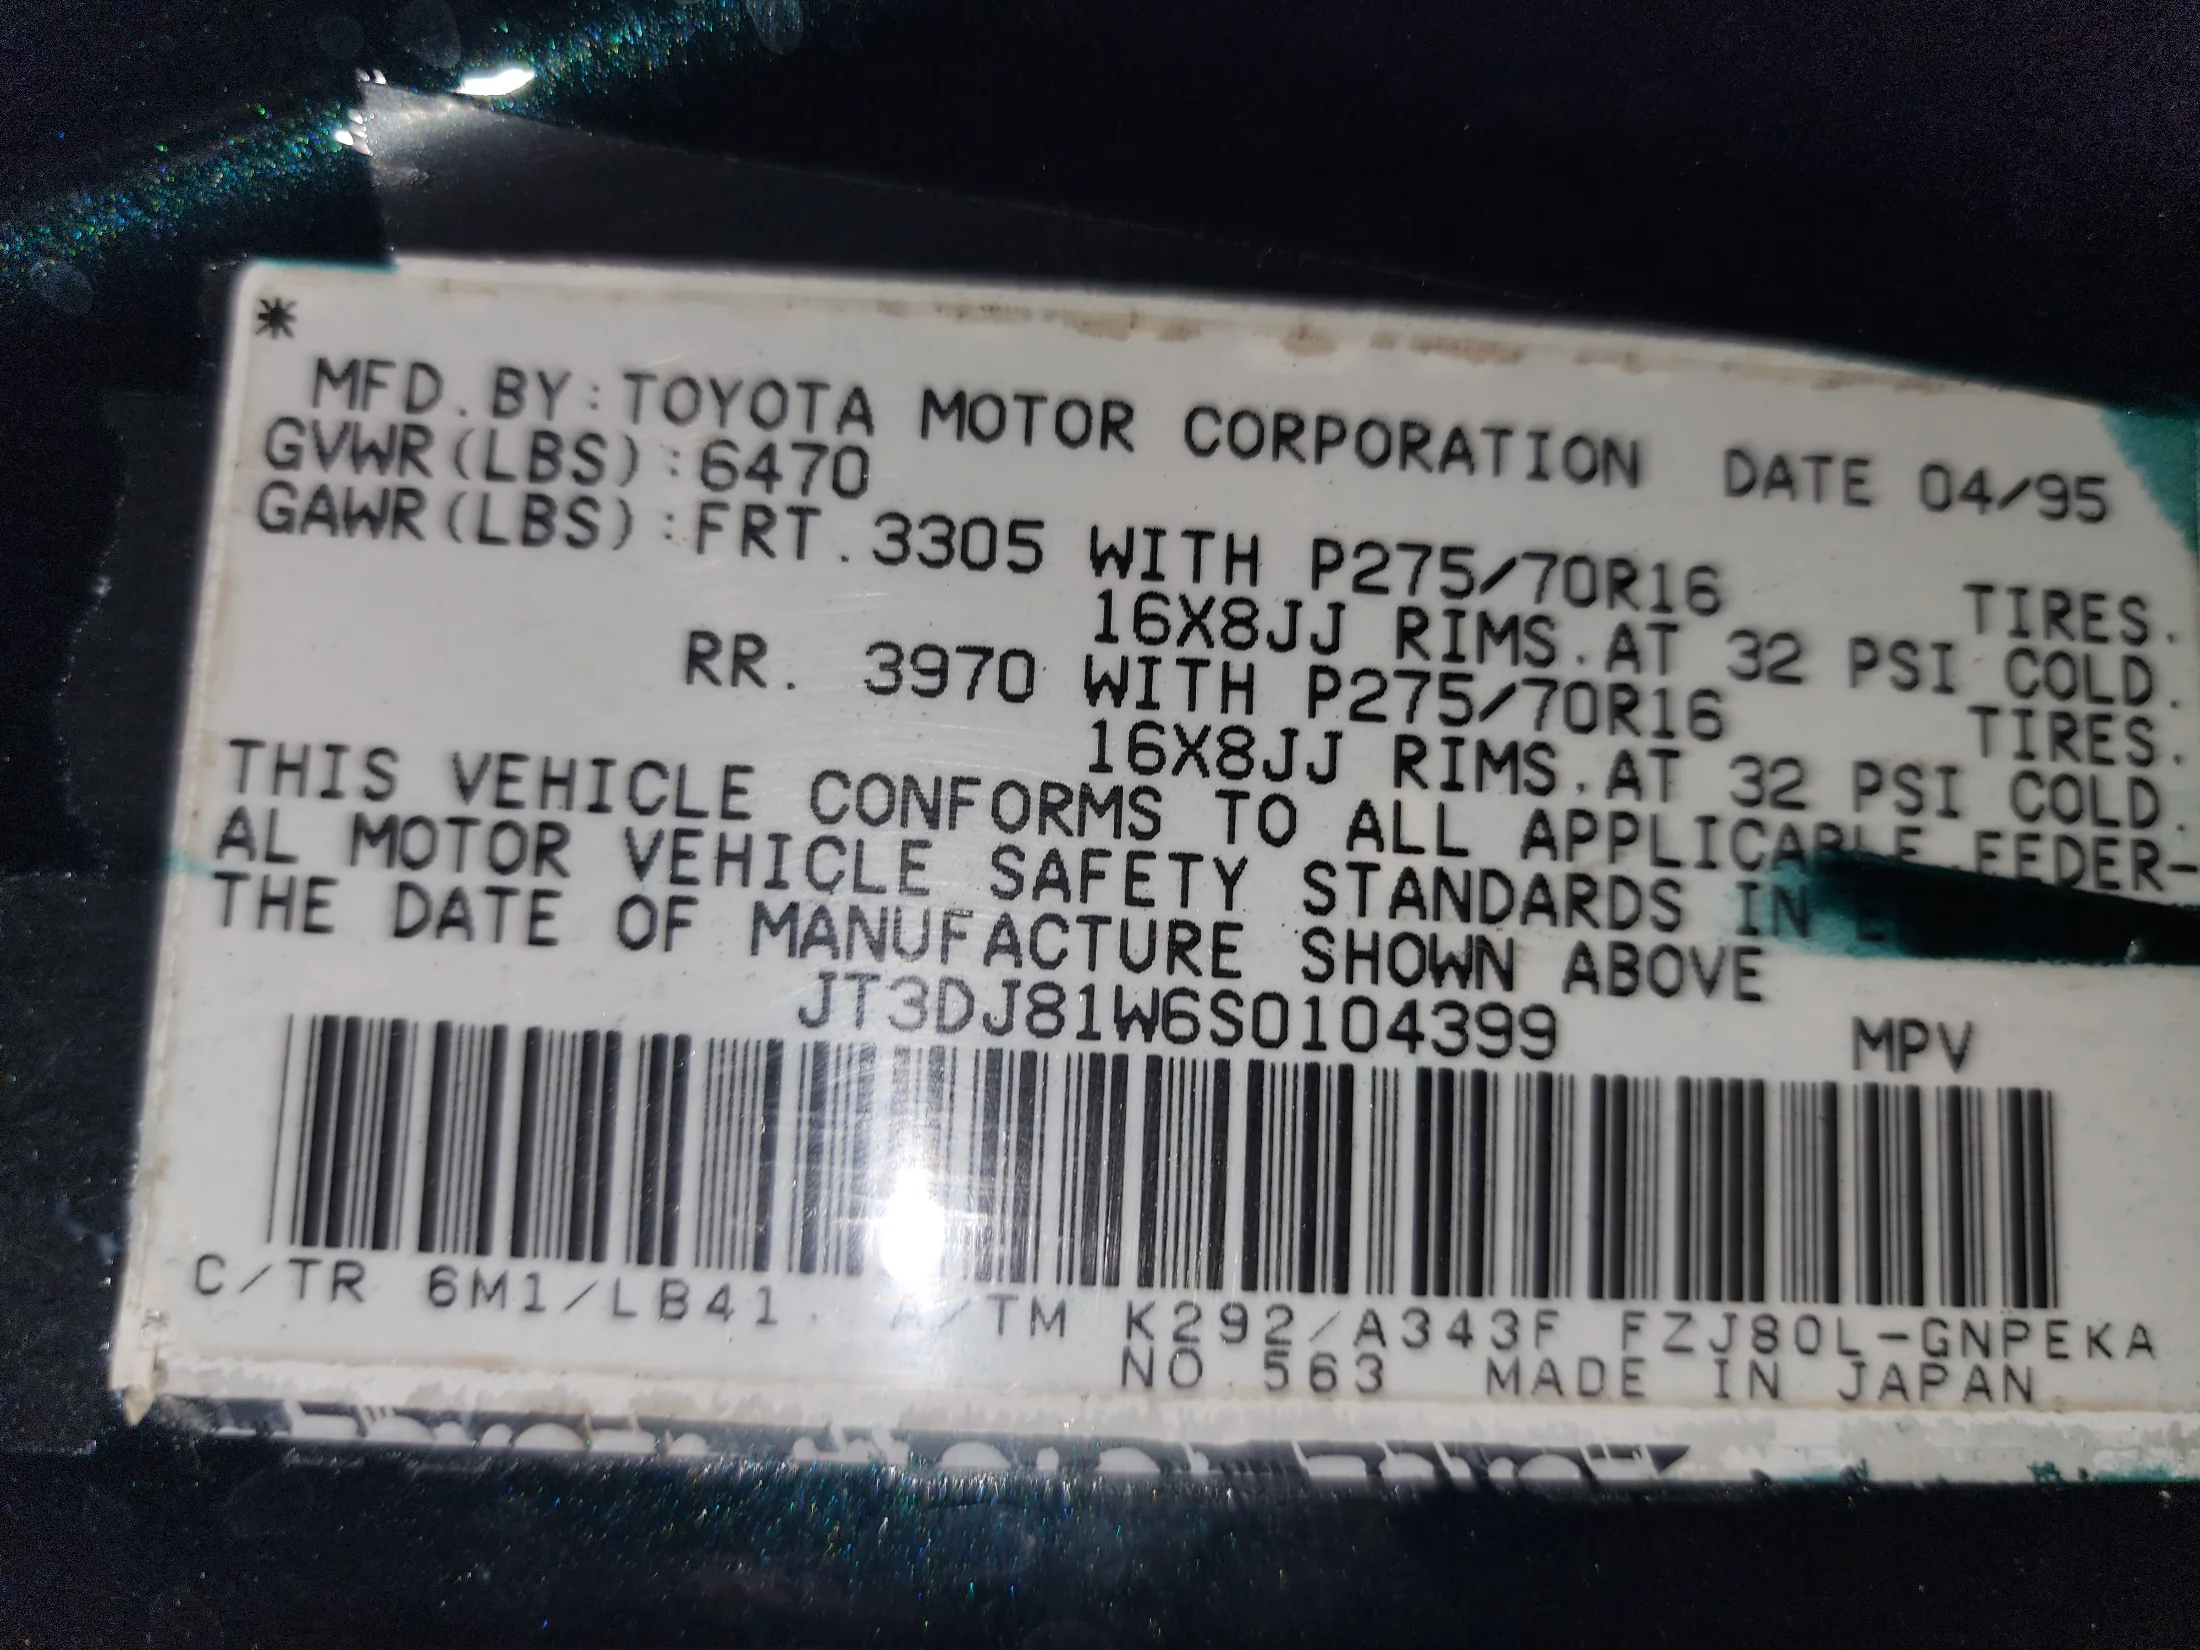 *
MFD.BY:TOYOTA MOTOR CORPORATION DATE 04/95
GVWR(LBS):6470
GAWR(LBS):FRT.3305 WITH P275/70R16 TIRES.
16X8JJ RIMS.AT 32 PSI COLD.
RR. 3970 WITH P275/70R16 TIRES.
16X8JJ RIMS.AT 32 PSI COLD.
THIS VEHICLE CONFORMS TO ALL APPLICABLE FEDER-
AL MOTOR VEHICLE SAFETY STANDARDS IN
THE DATE OF MANUFACTURE SHOWN ABOVE
JT3DJ81W6S0104399 MPV
C/TR 6M1/LB41. A/TM K292/A343F FZJ80L-GNPEKA
NO.563 MADE IN JAPAN